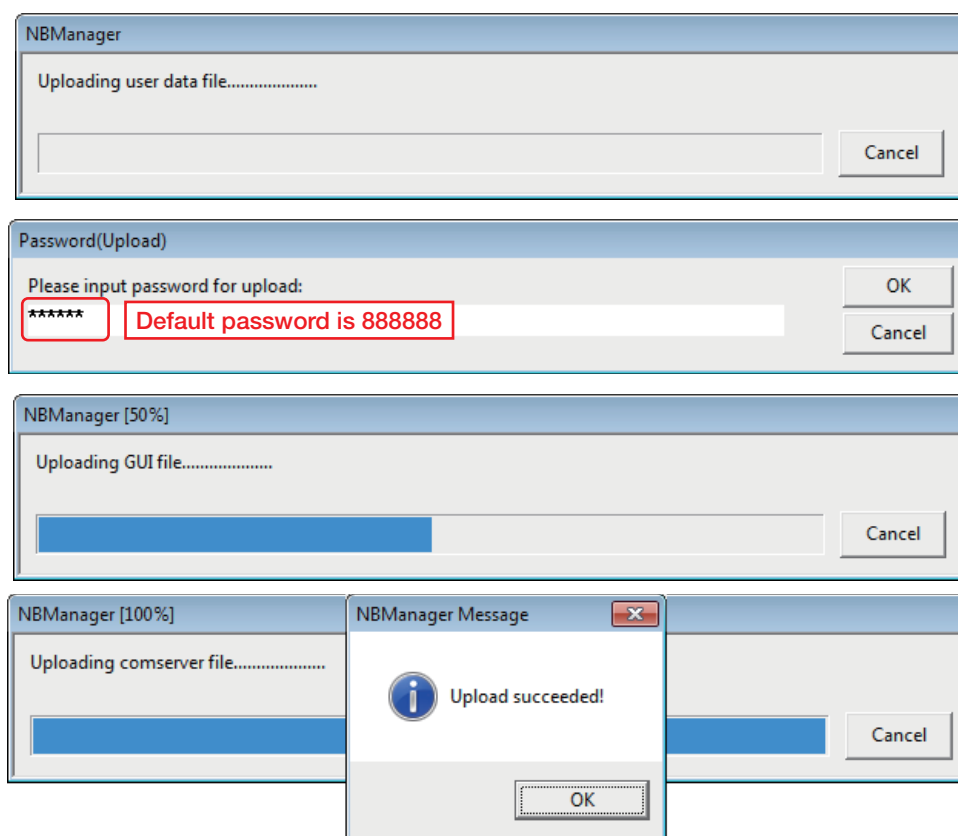 NBManager
Uploading user data file....................
Cancel
Password(Upload)
Please input password for upload:
OK
****** Default password is 888888
Cancel
NBManager [50%]
Uploading GUI file....................
Cancel
NBManager [100%]
NBManager Message
Uploading comserver file....................
Upload succeeded!
Cancel
OK